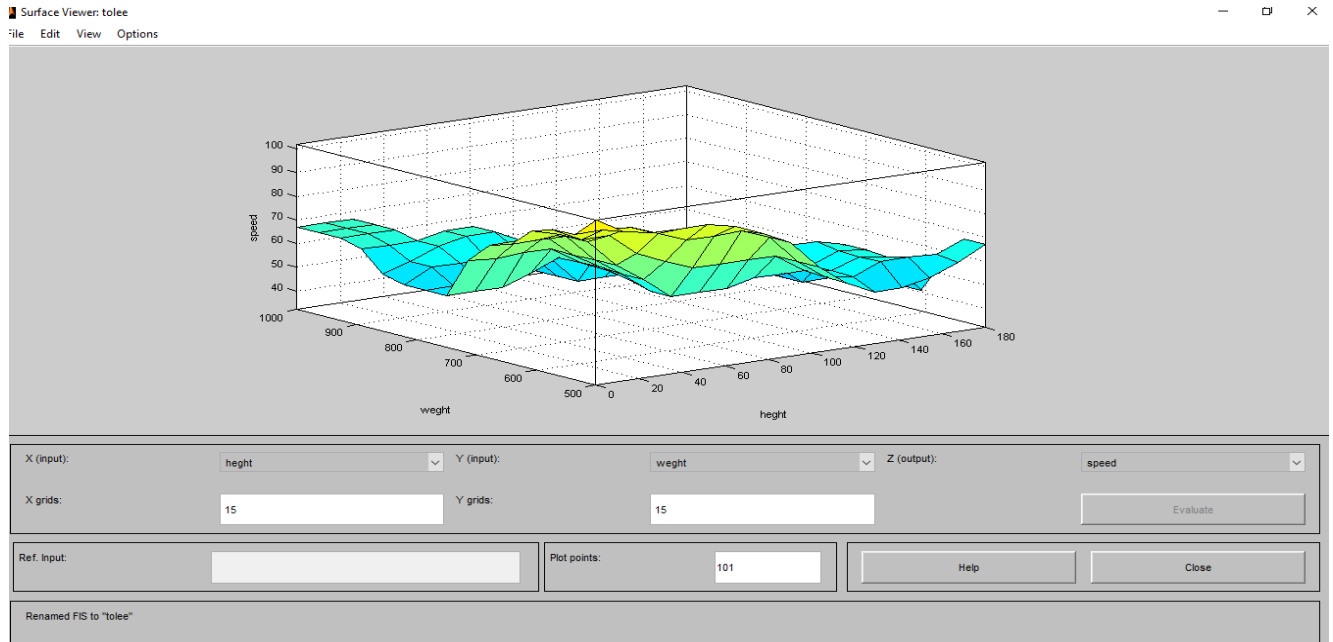 Surface Viewer: tolee
File Edit View Options
100
90
80
70
60
50
40
speed
1000
900
800
700
600
500
weght
0
20
40
60
80
100
120
140
160
180
heght
X (input): heght Y (input): weght Z (output): speed
X grids: 15 Y grids: 15 Evaluate
Ref. Input: Plot points: 101 Help Close
Renamed FIS to "tolee"